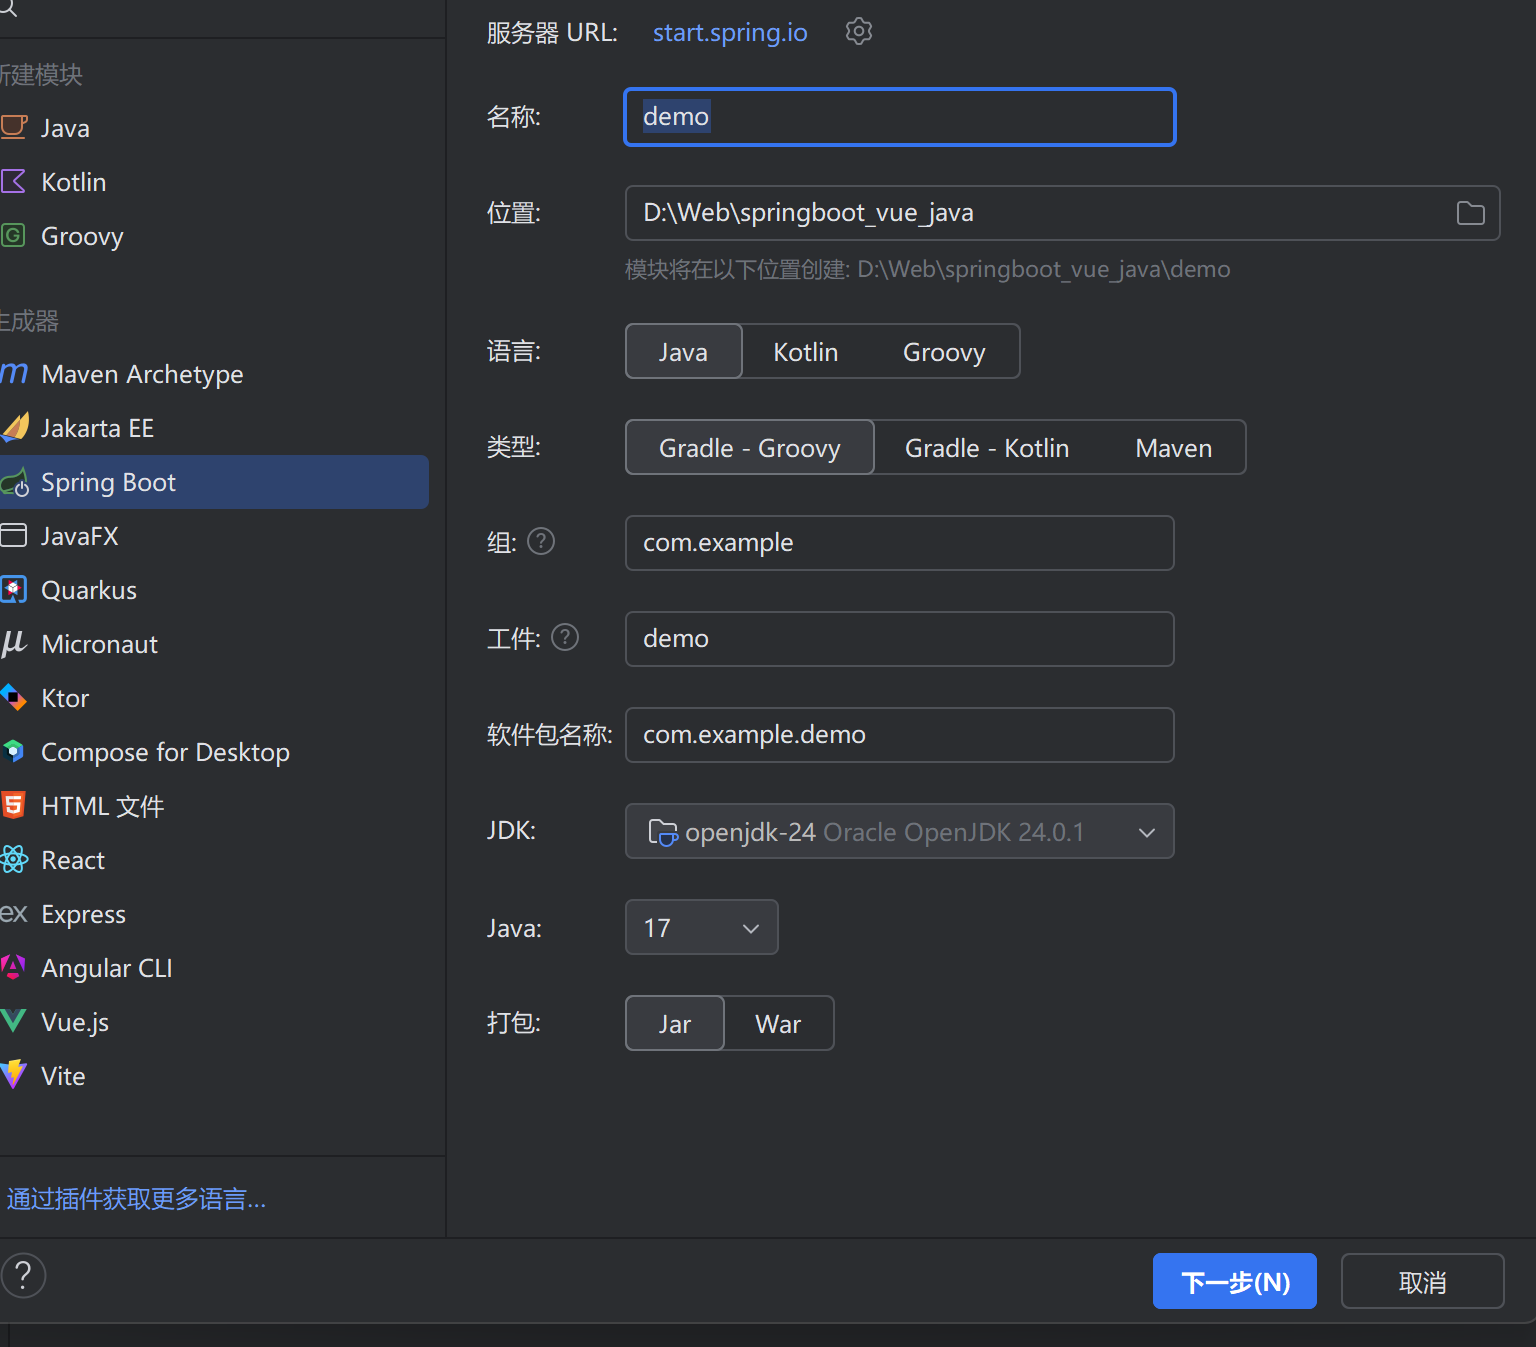 新建模块
Java
Kotlin
Groovy
生成器
Maven Archetype
Jakarta EE
Spring Boot
JavaFX
Quarkus
Micronaut
Ktor
Compose for Desktop
HTML 文件
React
Express
Angular CLI
Vue.js
Vite
通过插件获取更多语言...
服务器 URL: start.spring.io
名称: demo
位置: D:\Web\springboot_vue_java
模块将在以下位置创建: D:\Web\springboot_vue_java\demo
语言: Java Kotlin Groovy
类型: Gradle - Groovy Gradle - Kotlin Maven
组: com.example
工件: demo
软件包名称: com.example.demo
JDK: openjdk-24 Oracle OpenJDK 24.0.1
Java: 17
打包: Jar War
下一步(N) 取消